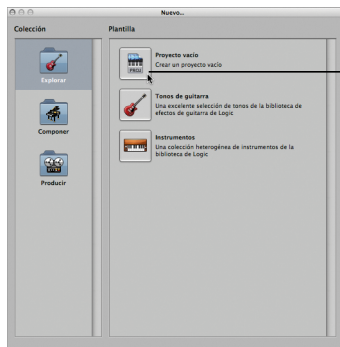 Nuevo...
Colección
Plantilla
Explorar
Componer
Producir
PROJ
Proyecto vacío
Crear un proyecto vacío
Tonos de guitarra
Una excelente selección de tonos de la biblioteca de
efectos de guitarra de Logic
Instrumentos
Una colección heterogénea de instrumentos de la
biblioteca de Logic